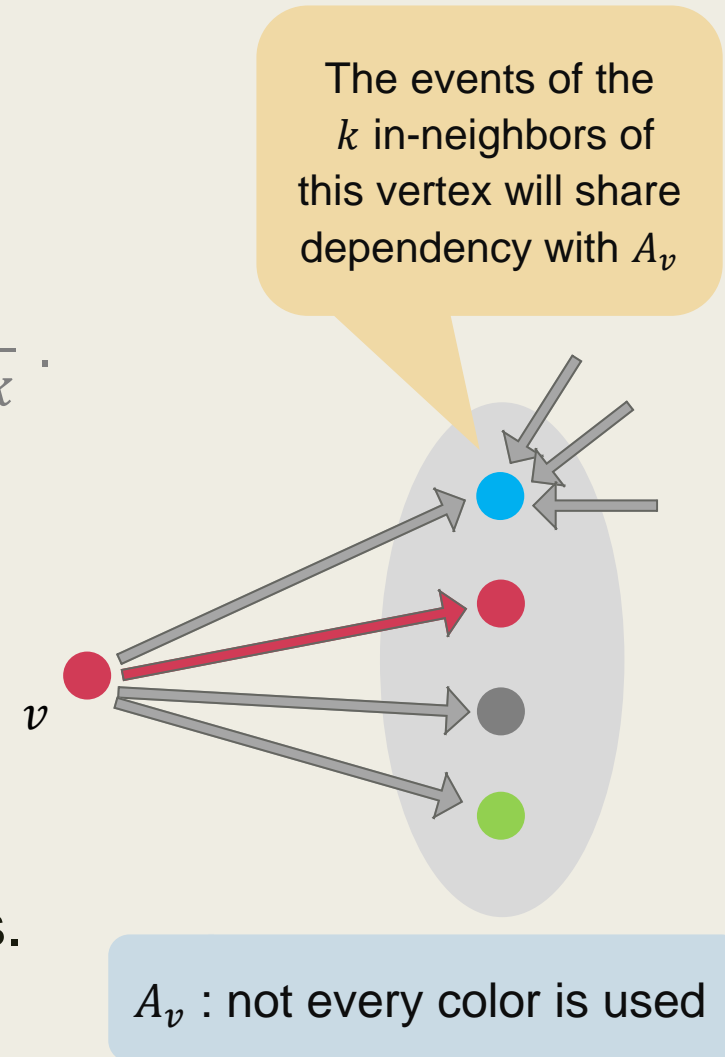 The events of the
k in-neighbors of
this vertex will share
dependency with A_v
k .
v
s.
A_v : not every color is used